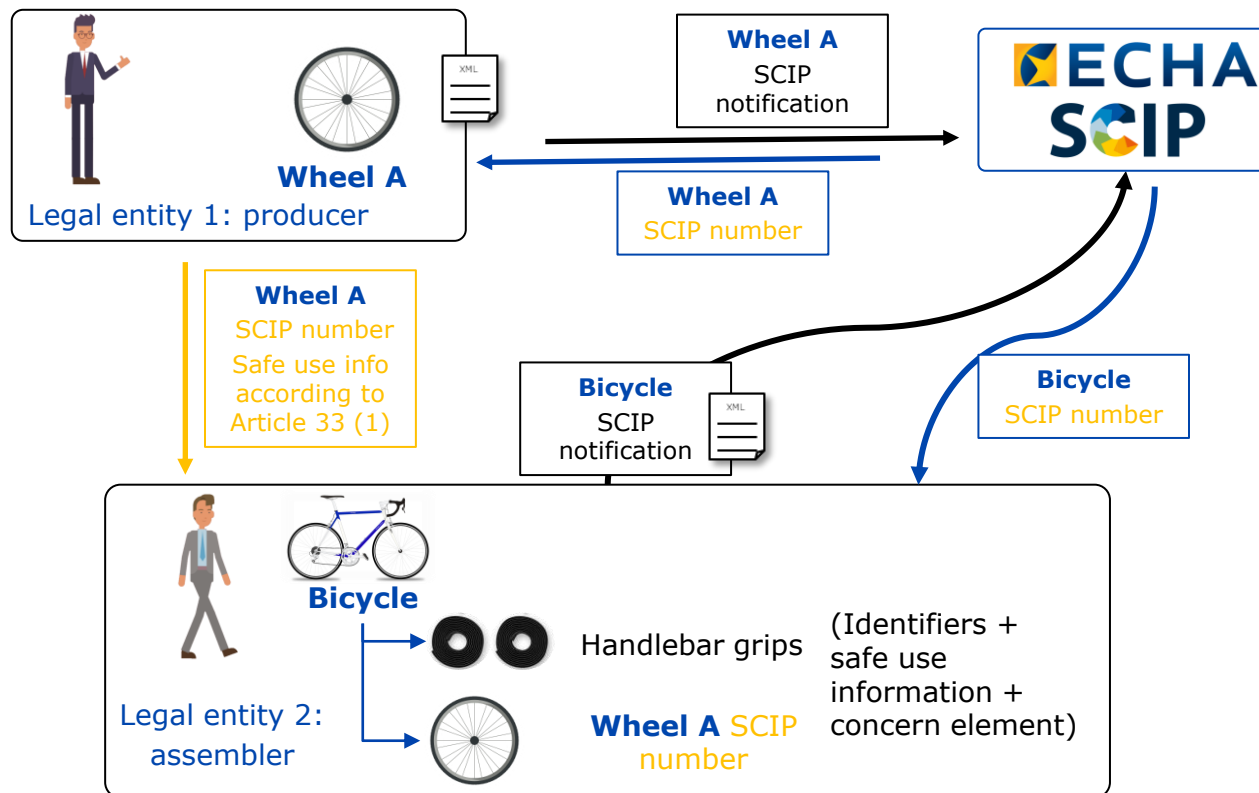 XML
Wheel A
Legal entity 1: producer
Wheel A
SCIP
notification
ECHA
SCIP
Wheel A
SCIP number
Wheel A
SCIP number
Safe use info
according to
Article 33 (1)
Bicycle
SCIP
notification
XML
Bicycle
SCIP number
Bicycle
Handlebar grips
(Identifiers +
safe use
information +
concern element)
Legal entity 2:
assembler
Wheel A SCIP
number